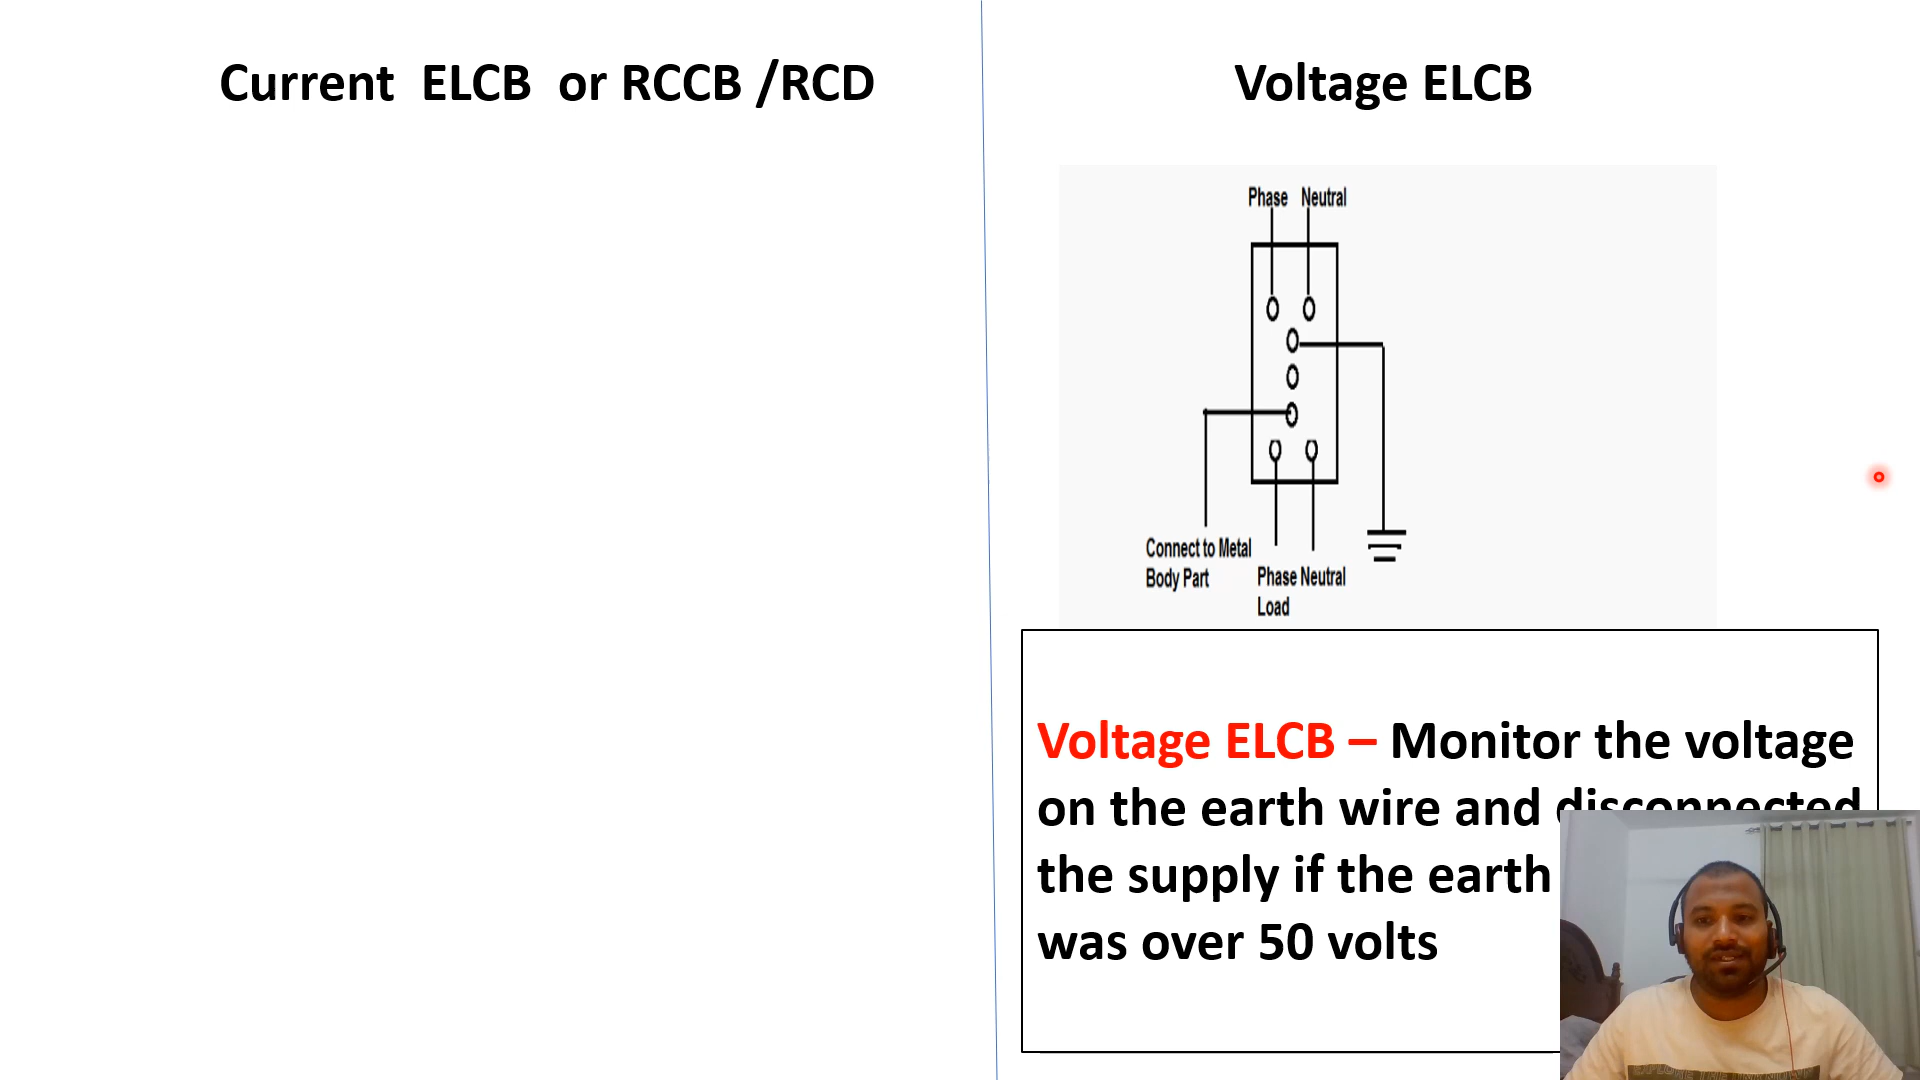 Current ELCB or RCCB /RCD
Voltage ELCB
Phase Neutral
Connect to Metal
Body Part
Phase Neutral
Load
Voltage ELCB – Monitor the voltage
on the earth wire and disconnected
the supply if the earth
was over 50 volts